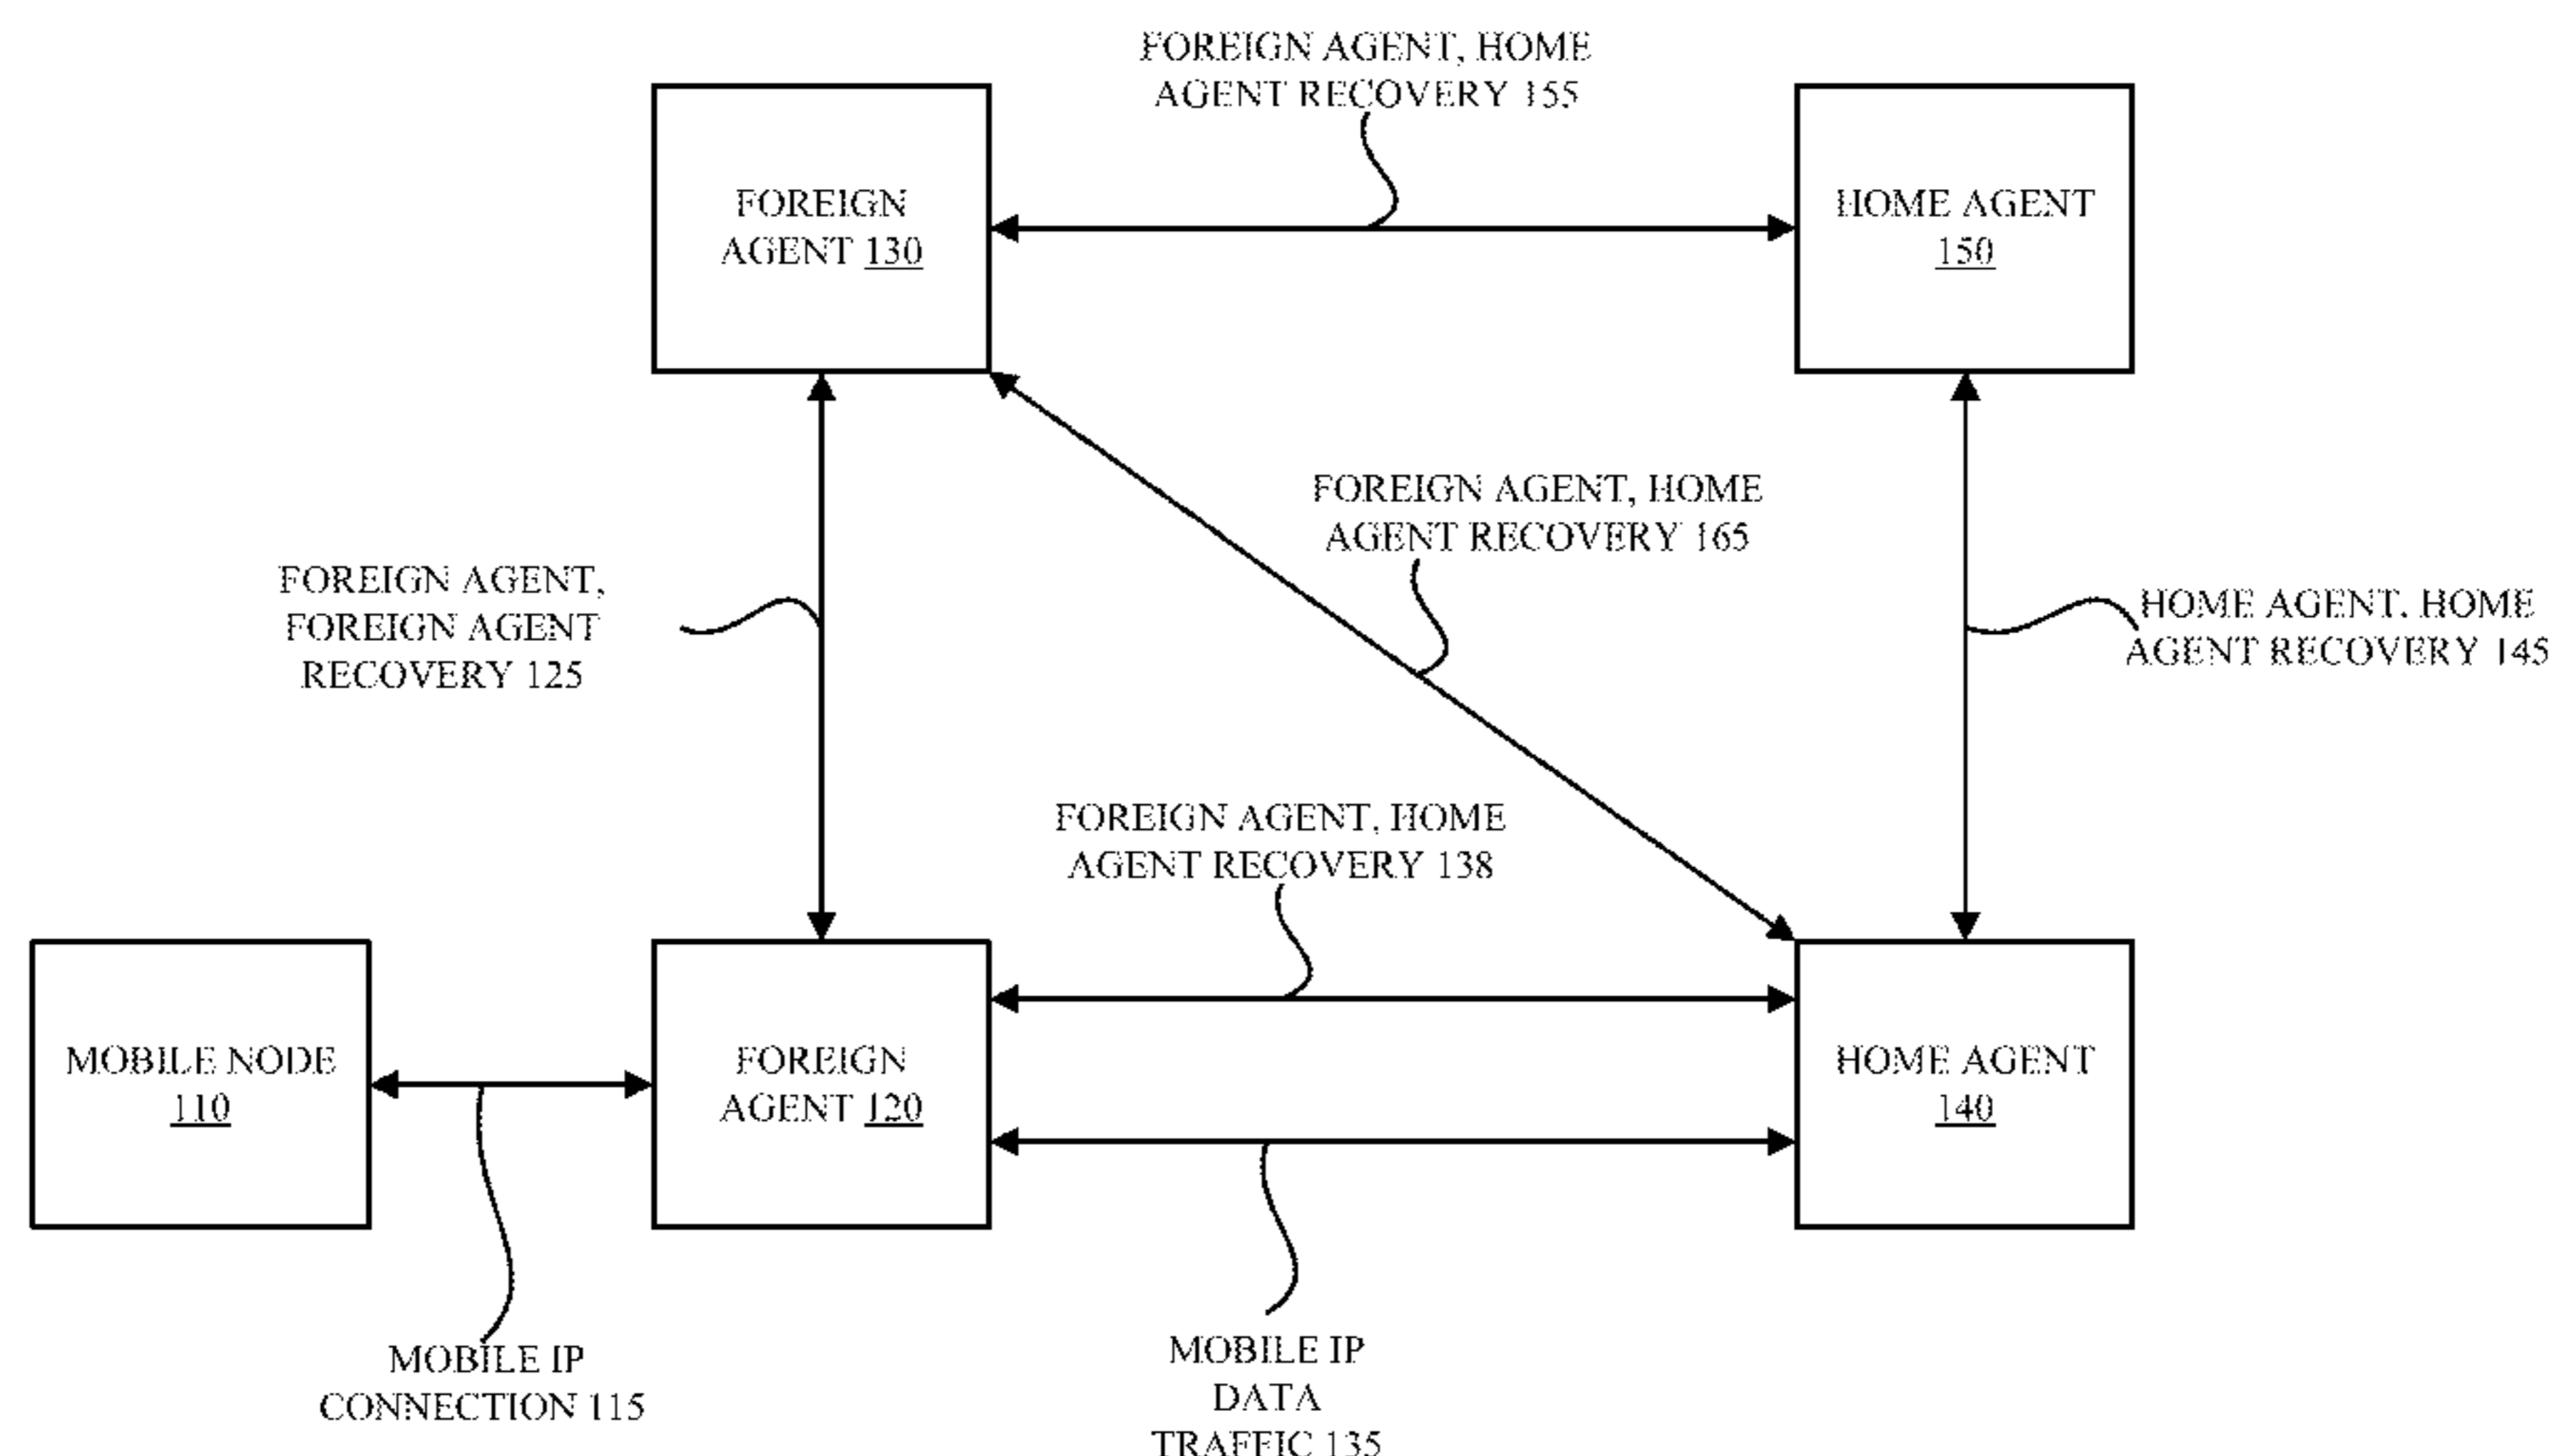 FOREIGN AGENT, HOME
AGENT RECOVERY 155
FOREIGN
AGENT 130
HOME AGENT
150
FOREIGN AGENT, HOME
AGENT RECOVERY 165
FOREIGN AGENT,
FOREIGN AGENT
RECOVERY 125
HOME AGENT, HOME
AGENT RECOVERY 145
FOREIGN AGENT, HOME
AGENT RECOVERY 138
MOBILE NODE
110
FOREIGN
AGENT 120
HOME AGENT
140
MOBILE IP
CONNECTION 115
MOBILE IP
DATA
TRAFFIC 135